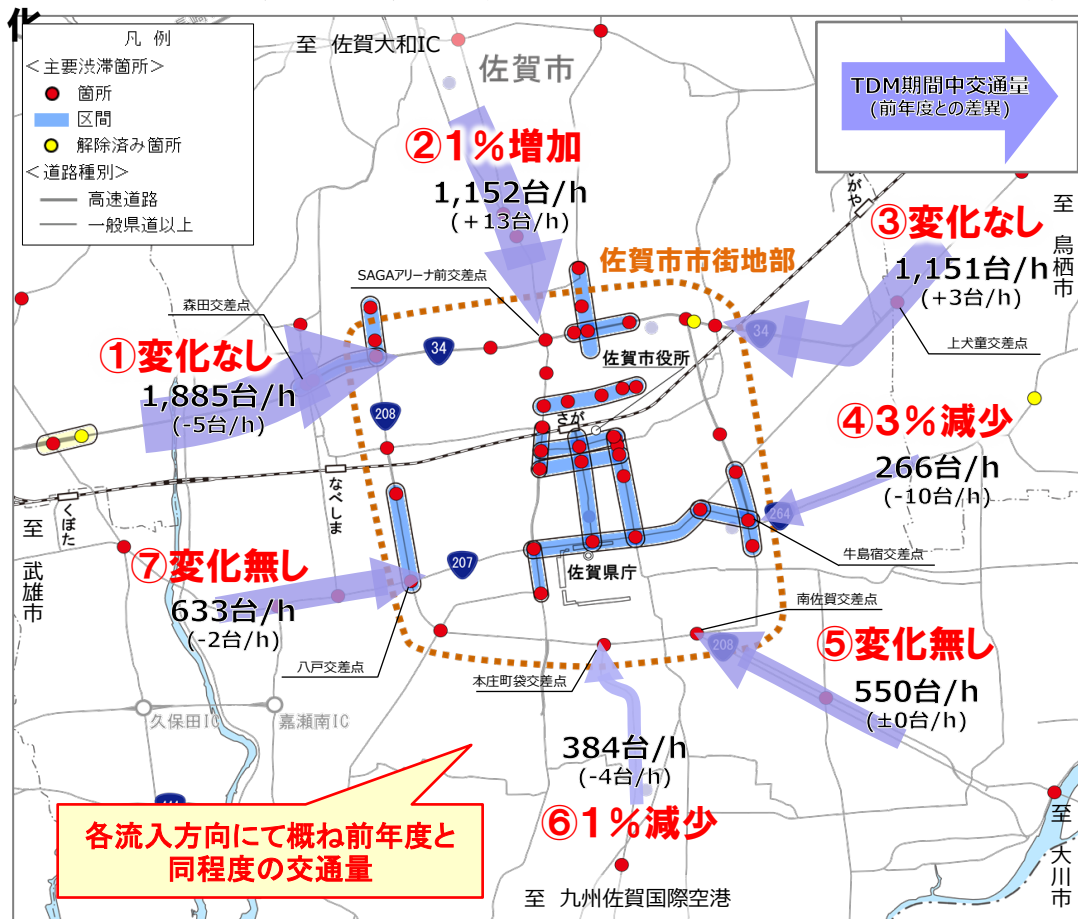 化
凡 例
＜主要渋滞箇所＞
箇所
区間
解除済み箇所
＜道路種別＞
高速道路
一般県道以上
至 佐賀大和IC
佐賀市
TDM期間中交通量
(前年度との差異)
②1％増加
1,152台/h
(+13台/h)
いがや
至 鳥栖市
③変化なし
1,151台/h
(+3台/h)
佐賀市市街地部
SAGAアリーナ前交差点
森田交差点
34
34
上犬童交差点
①変化なし
1,885台/h
(-5台/h)
佐賀市役所
208
さが
④3％減少
266台/h
(-10台/h)
264
なべしま
くぼた
至 武雄市
牛島宿交差点
⑦変化無し
633台/h
(-2台/h)
207
佐賀県庁
南佐賀交差点
208
⑤変化無し
550台/h
(±0台/h)
八戸交差点
本庄町袋交差点
久保田IC
嘉瀬南IC
384台/h
(-4台/h)
⑥1％減少
各流入方向にて概ね前年度と
同程度の交通量
至 大川市
至 九州佐賀国際空港